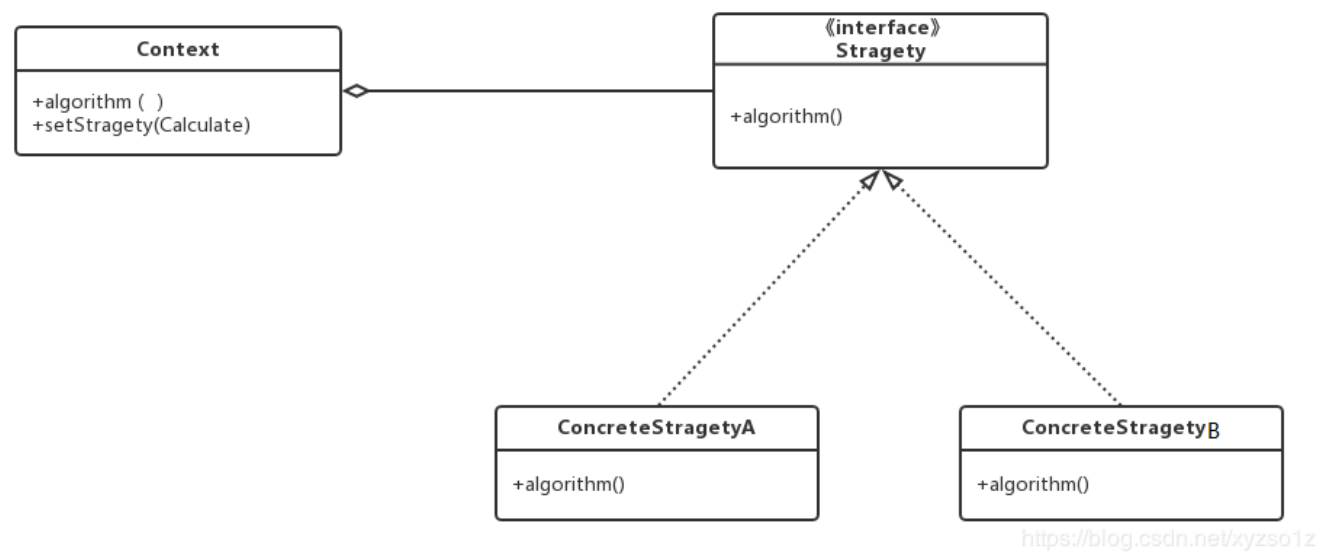 Context
+algorithm ( )
+setStragety(Calculate)
《interface》
Stragety
+algorithm()
ConcreteStragetyA
+algorithm()
ConcreteStragetyB
+algorithm()
https://blog.csdn.net/xyzso1z